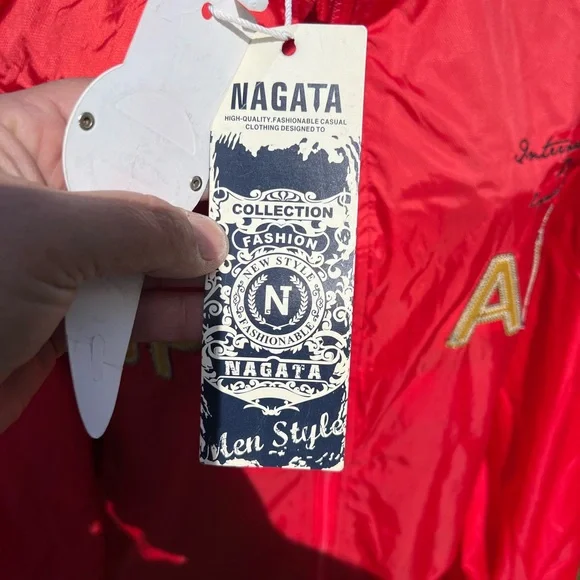 NAGATA
HIGH-QUALITY.FASHIONABLE CASUAL
CLOTHING DESIGNED TO
COLLECTION
FASHION
NEW STYLE
N
FASHIONABLE
NAGATA
Men Style
A